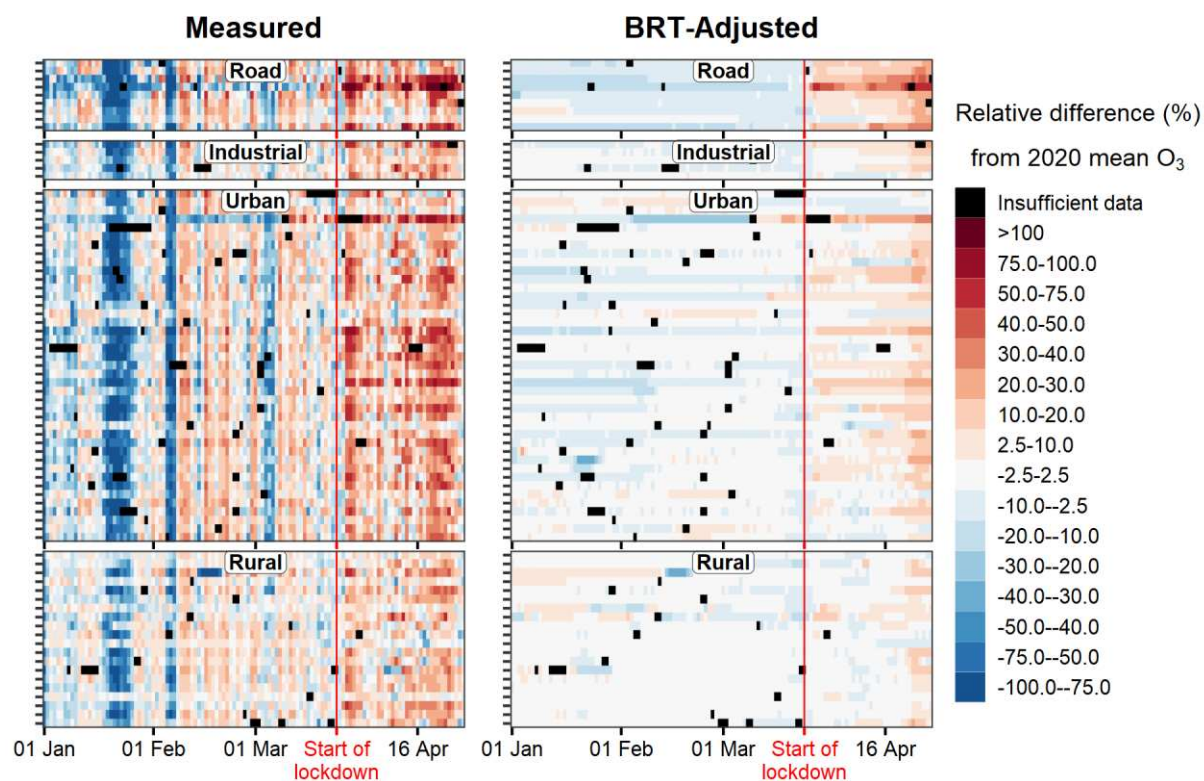 Measured
BRT-Adjusted
Road
Road
Industrial
Industrial
Urban
Urban
Rural
Rural
01 Jan
01 Feb
01 Mar
Start of
lockdown
16 Apr
01 Jan
01 Feb
01 Mar
Start of
lockdown
16 Apr
Relative difference (%)
from 2020 mean O₃
Insufficient data
>100
75.0-100.0
50.0-75.0
40.0-50.0
30.0-40.0
20.0-30.0
10.0-20.0
2.5-10.0
-2.5-2.5
-10.0--2.5
-20.0--10.0
-30.0--20.0
-40.0--30.0
-50.0--40.0
-75.0--50.0
-100.0--75.0